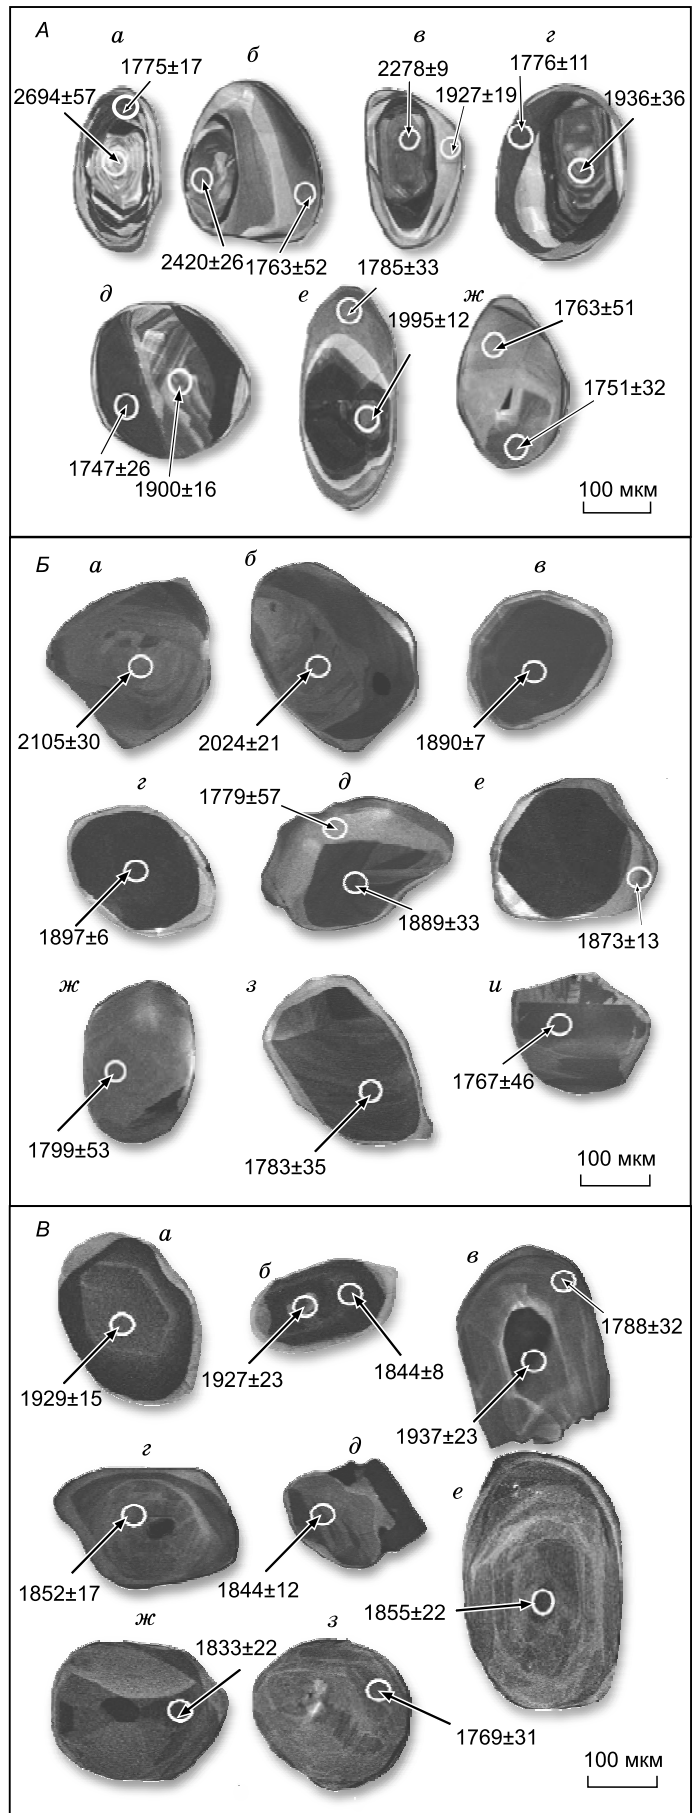 А
а
б
в
г
1775±17
2694±57
2278±9
1927±19
1776±11
1936±36
2420±26
1763±52
д
е
ж
1785±33
1995±12
1763±51
1751±32
1747±26
1900±16
100 мкм
Б
а
б
в
2105±30
2024±21
1890±7
г
д
е
1779±57
1897±6
1889±33
1873±13
ж
з
и
1799±53
1783±35
1767±46
100 мкм
В
а
б
в
1929±15
1927±23
1844±8
1788±32
1937±23
г
д
е
1852±17
1844±12
1855±22
ж
з
1833±22
1769±31
100 мкм